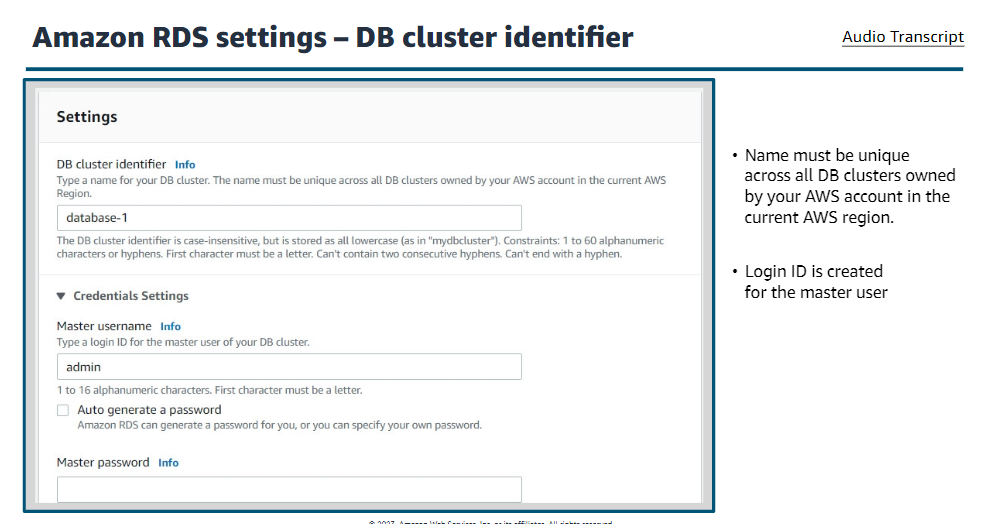 Amazon RDS settings – DB cluster identifier
Audio Transcript
Settings
DB cluster identifier Info
Type a name for your DB cluster. The name must be unique across all DB clusters owned by your AWS account in the current AWS
Region.
database-1
The DB cluster identifier is case-insensitive, but is stored as all lowercase (as in "mydbcluster"). Constraints: 1 to 60 alphanumeric
characters or hyphens. First character must be a letter. Can't contain two consecutive hyphens. Can't end with a hyphen.
▼ Credentials Settings
Master username Info
Type a login ID for the master user of your DB cluster.
admin
1 to 16 alphanumeric characters. First character must be a letter.
Auto generate a password
Amazon RDS can generate a password for you, or you can specify your own password.
Master password Info
• Name must be unique
across all DB clusters owned
by your AWS account in the
current AWS region.
• Login ID is created
for the master user